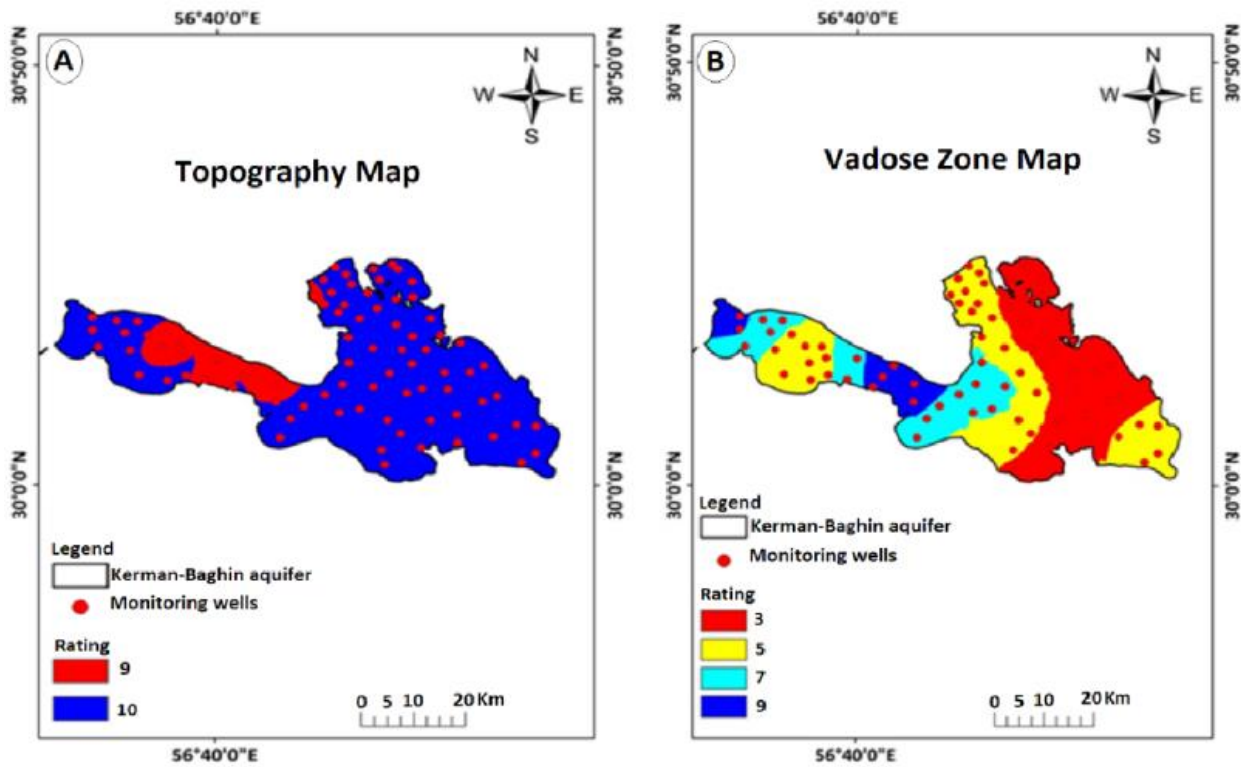 56°40'0"E
A
30°50'0"N
30°50'0"N
N
W E
S
Topography Map
30°0'0"N
30°0'0"N
Legend
Kerman-Baghin aquifer
Monitoring wells
Rating
9
10
0 5 10 20 Km
56°40'0"E
56°40'0"E
B
30°50'0"N
30°50'0"N
N
W E
S
Vadose Zone Map
30°0'0"N
30°0'0"N
Legend
Kerman-Baghin aquifer
Monitoring wells
Rating
3
5
7
9
0 5 10 20 Km
56°40'0"E